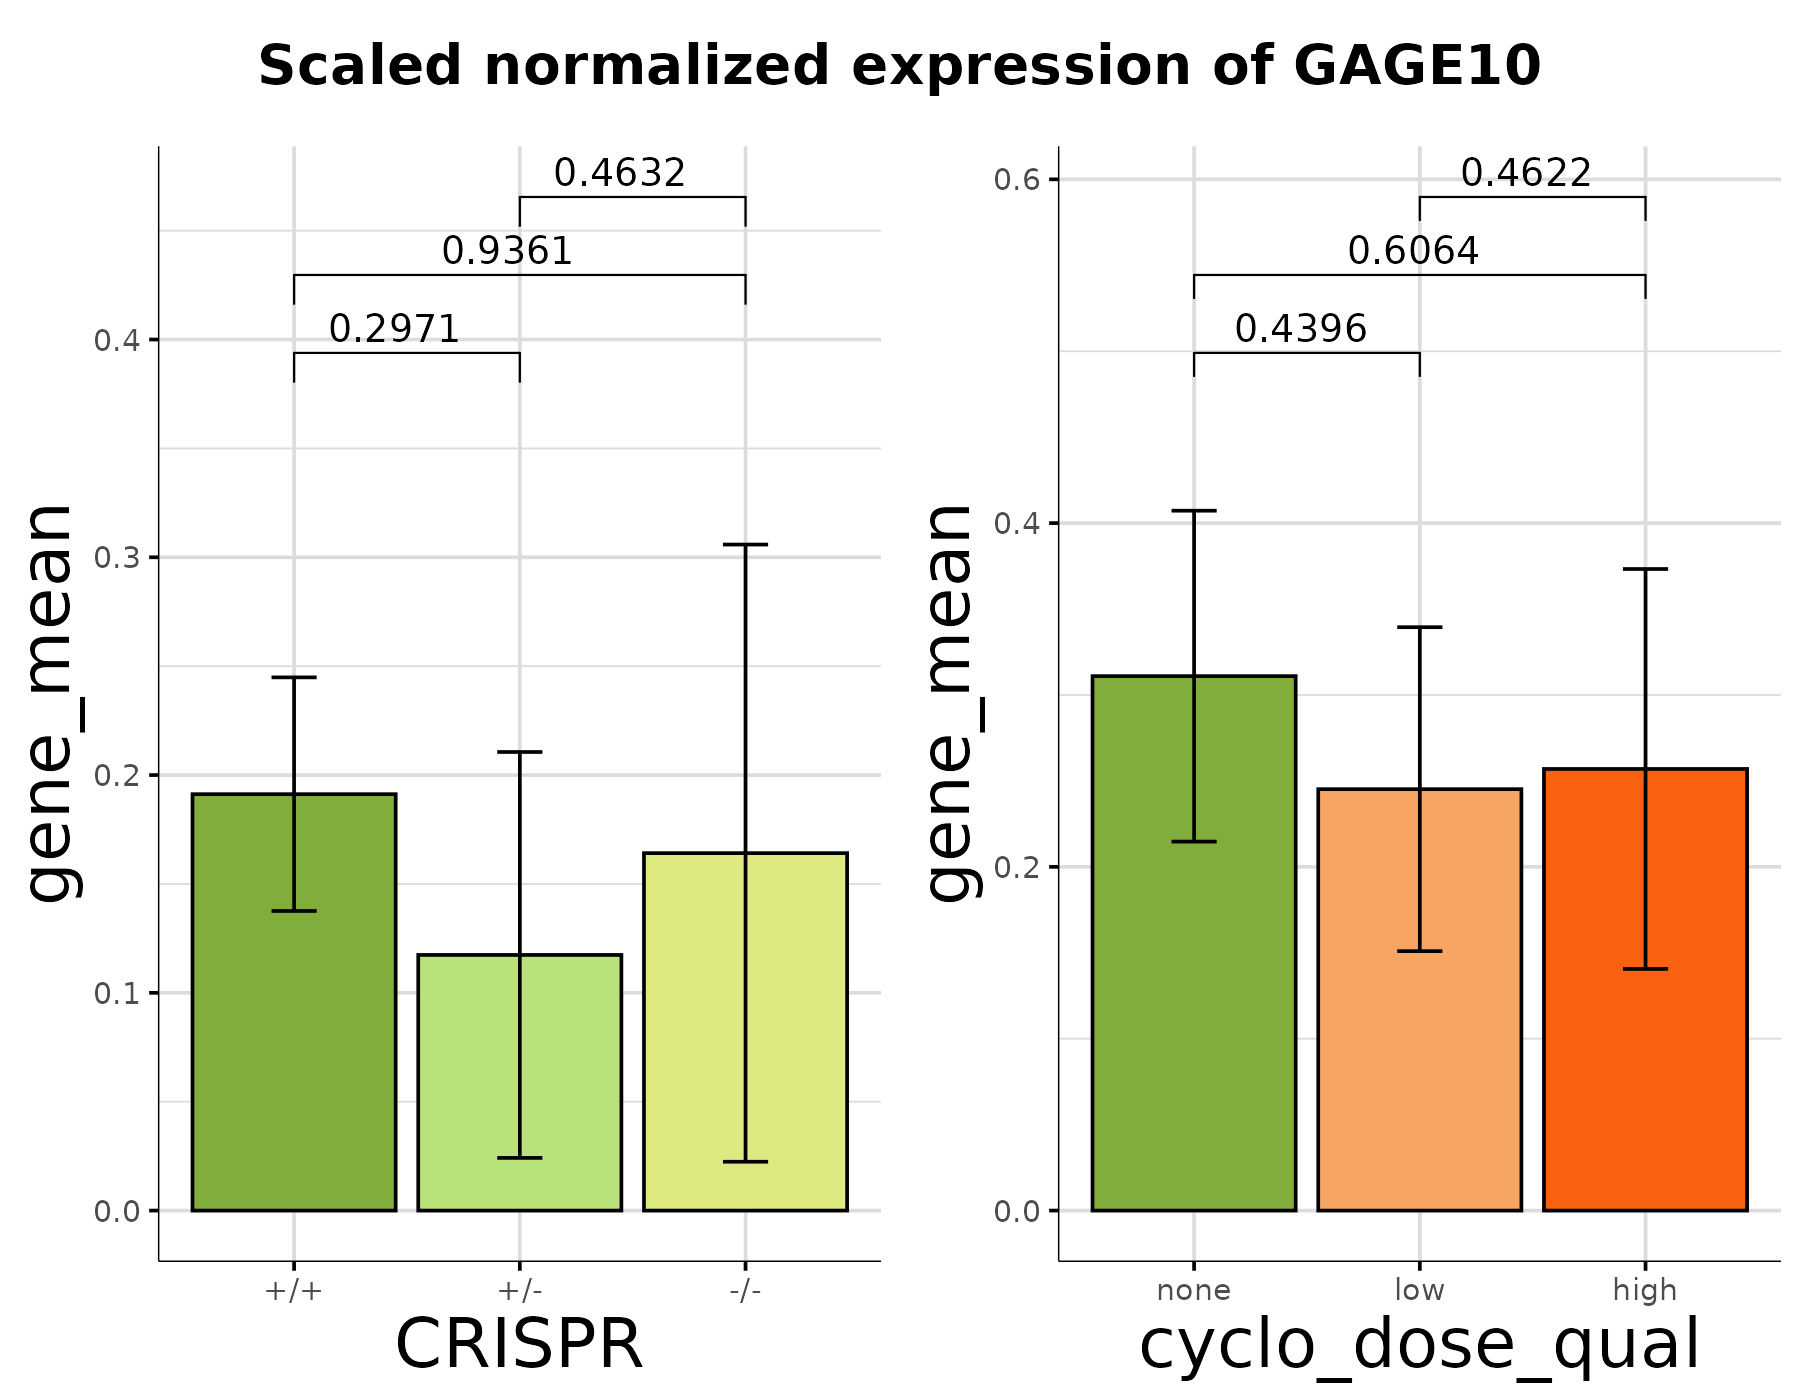 Scaled normalized expression of GAGE10
0.4632
0.9361
0.2971
0.4
0.3
0.2
0.1
0.0
gene_mean
+/+ +/- -/-
CRISPR
0.4622
0.6064
0.4396
0.6
0.4
0.2
0.0
gene_mean
none low high
cyclo_dose_qual